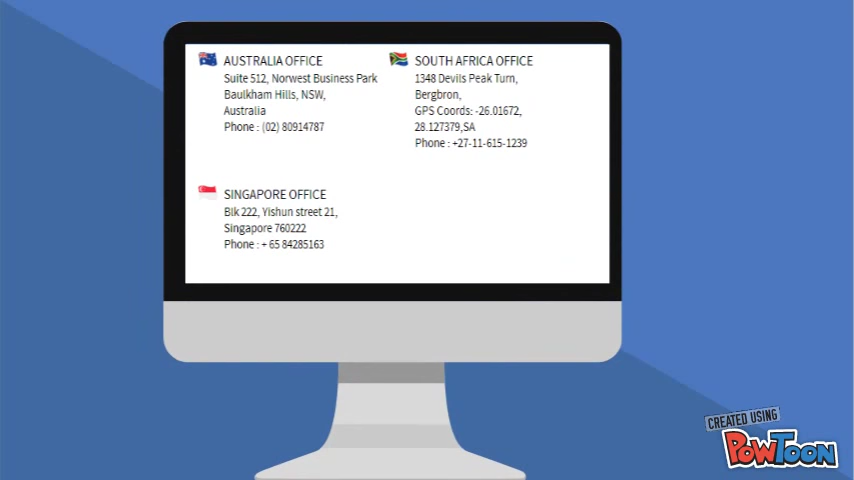 AUSTRALIA OFFICE
Suite 512, Norwest Business Park
Baulkham Hills, NSW,
Australia
Phone : (02) 80914787
SOUTH AFRICA OFFICE
1348 Devils Peak Turn,
Bergbron,
GPS Coords: -26.01672,
28.127379,SA
Phone : +27-11-615-1239
SINGAPORE OFFICE
Blk 222, Yishun street 21,
Singapore 760222
Phone : + 65 84285163
CREATED USING
POWTOON